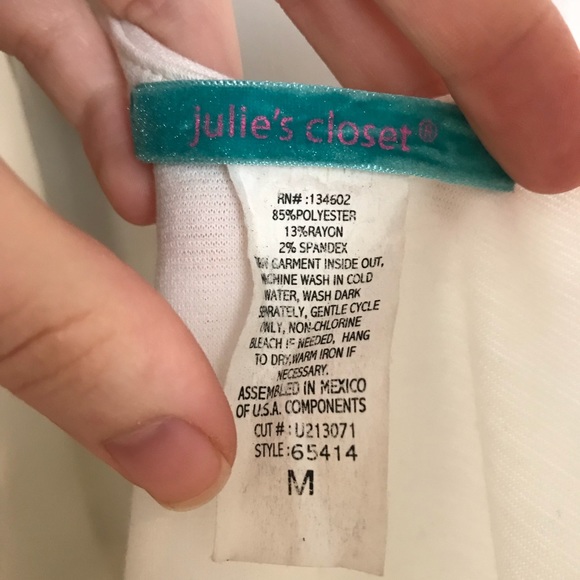 julie's closet®
RN# :134602
85%POLYESTER
13%RAYON
2% SPANDEX
GARMENT INSIDE OUT,
WASH IN COLD
WATER, WASH DARK
GENTLE CYCLE
NON-CHLORINE
BLEACH IF NEEDED, HANG
TO DRY,WARM IRON IF
NECESSARY.
ASSEMBLED IN MEXICO
OF U.S.A. COMPONENTS
CUT # : U213071
STYLE:65414
M